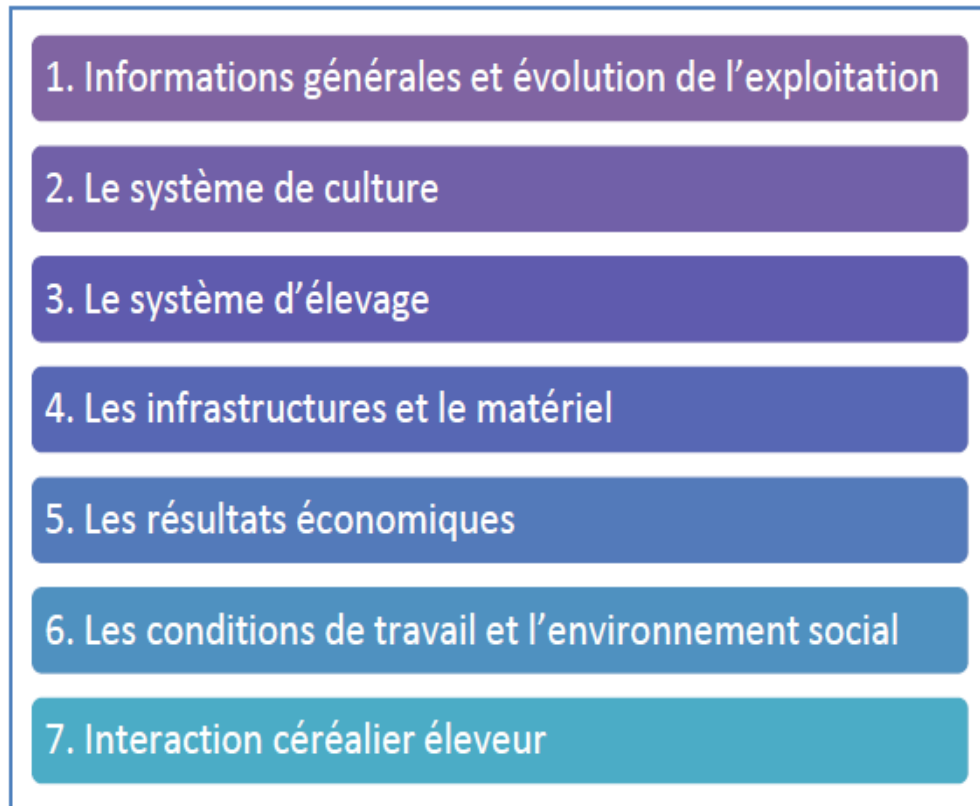 1. Informations générales et évolution de l’exploitation
2. Le système de culture
3. Le système d’élevage
4. Les infrastructures et le matériel
5. Les résultats économiques
6. Les conditions de travail et l’environnement social
7. Interaction céréalier éleveur